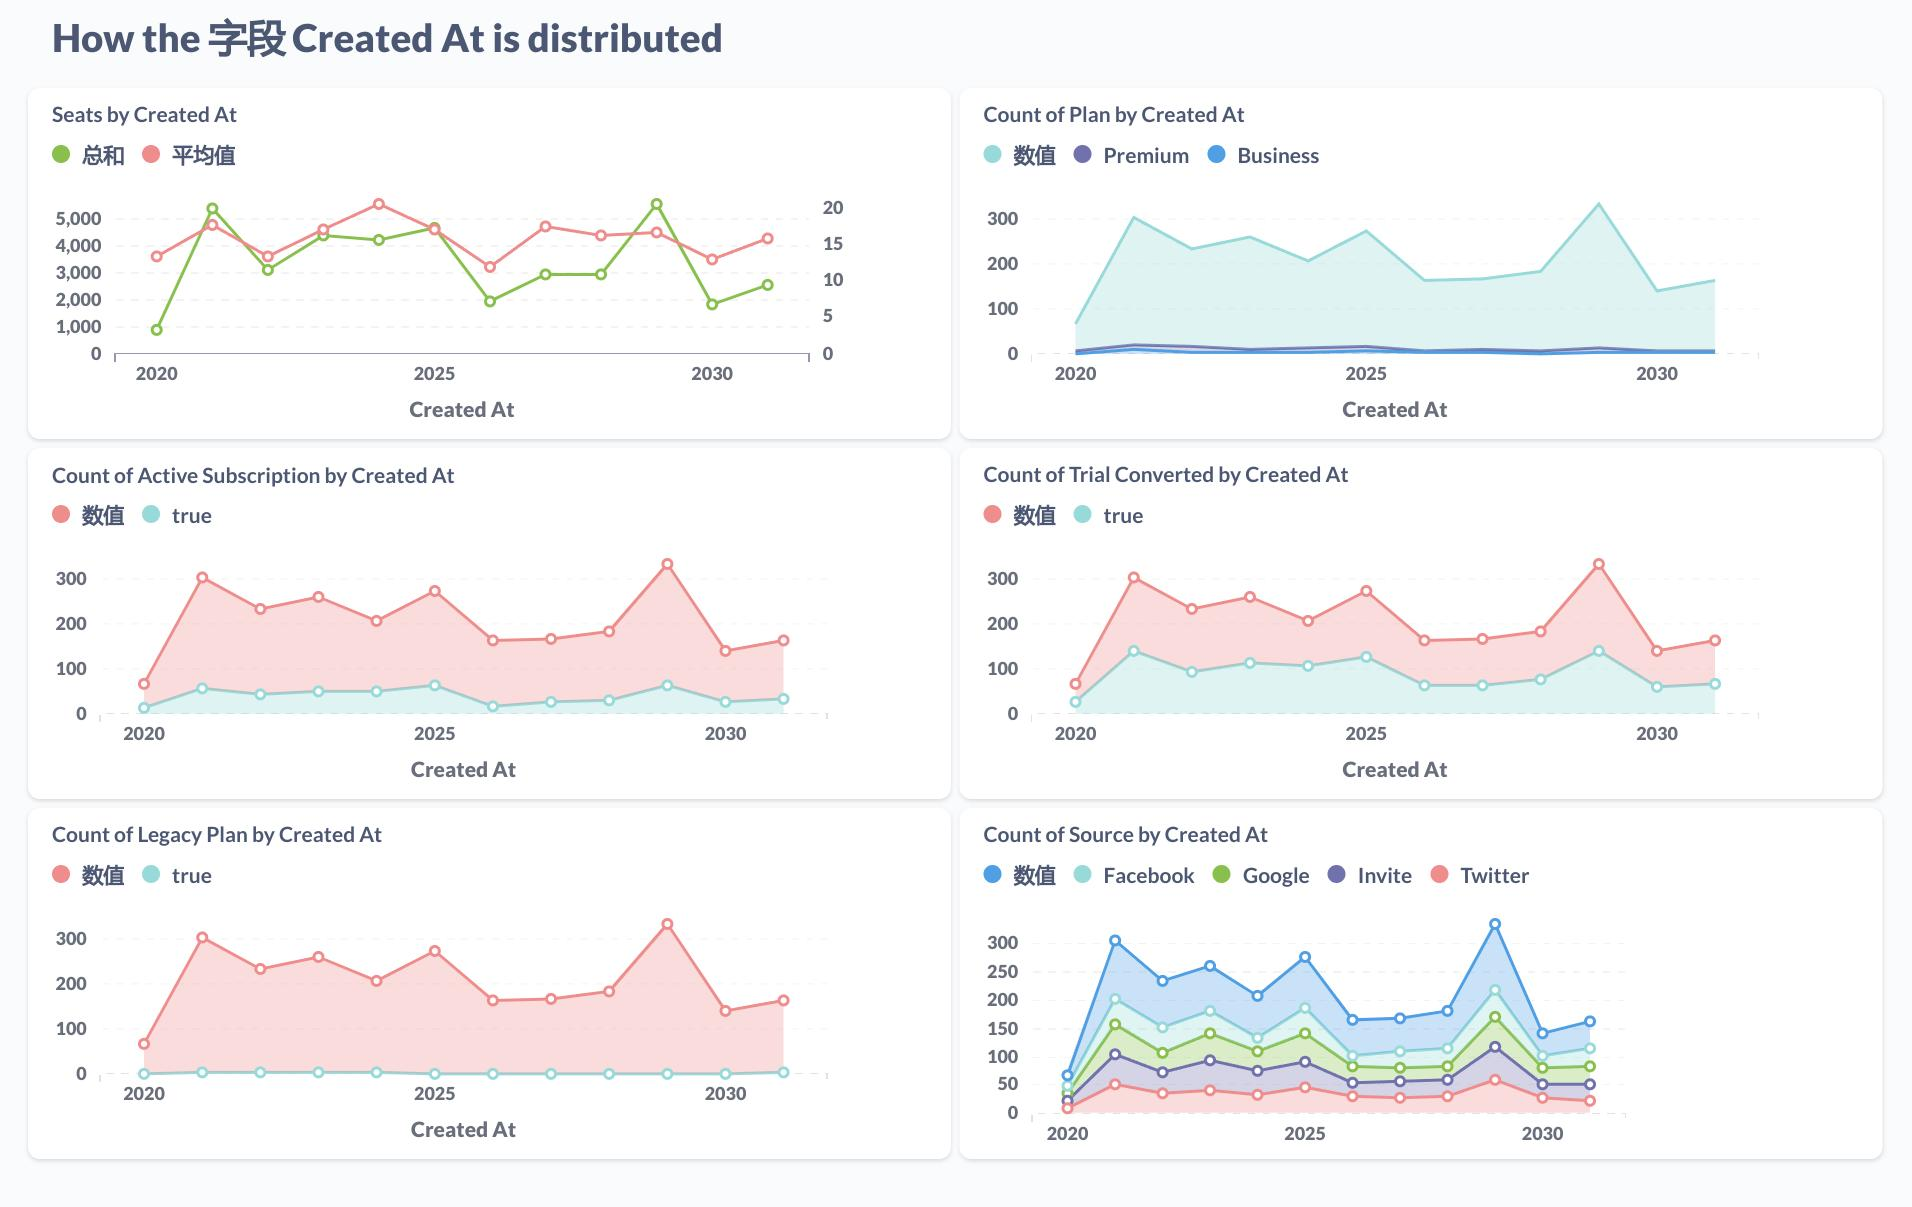 How the 字段 Created At is distributed
Seats by Created At
总和 平均值
5,000
4,000
3,000
2,000
1,000
0
20
15
10
5
0
2020 2025 2030
Created At
Count of Plan by Created At
数值 Premium Business
300
200
100
0
2020 2025 2030
Created At
Count of Active Subscription by Created At
数值 true
300
200
100
0
2020 2025 2030
Created At
Count of Trial Converted by Created At
数值 true
300
200
100
0
2020 2025 2030
Created At
Count of Legacy Plan by Created At
数值 true
300
200
100
0
2020 2025 2030
Created At
Count of Source by Created At
数值 Facebook Google Invite Twitter
300
250
200
150
100
50
0
2020 2025 2030